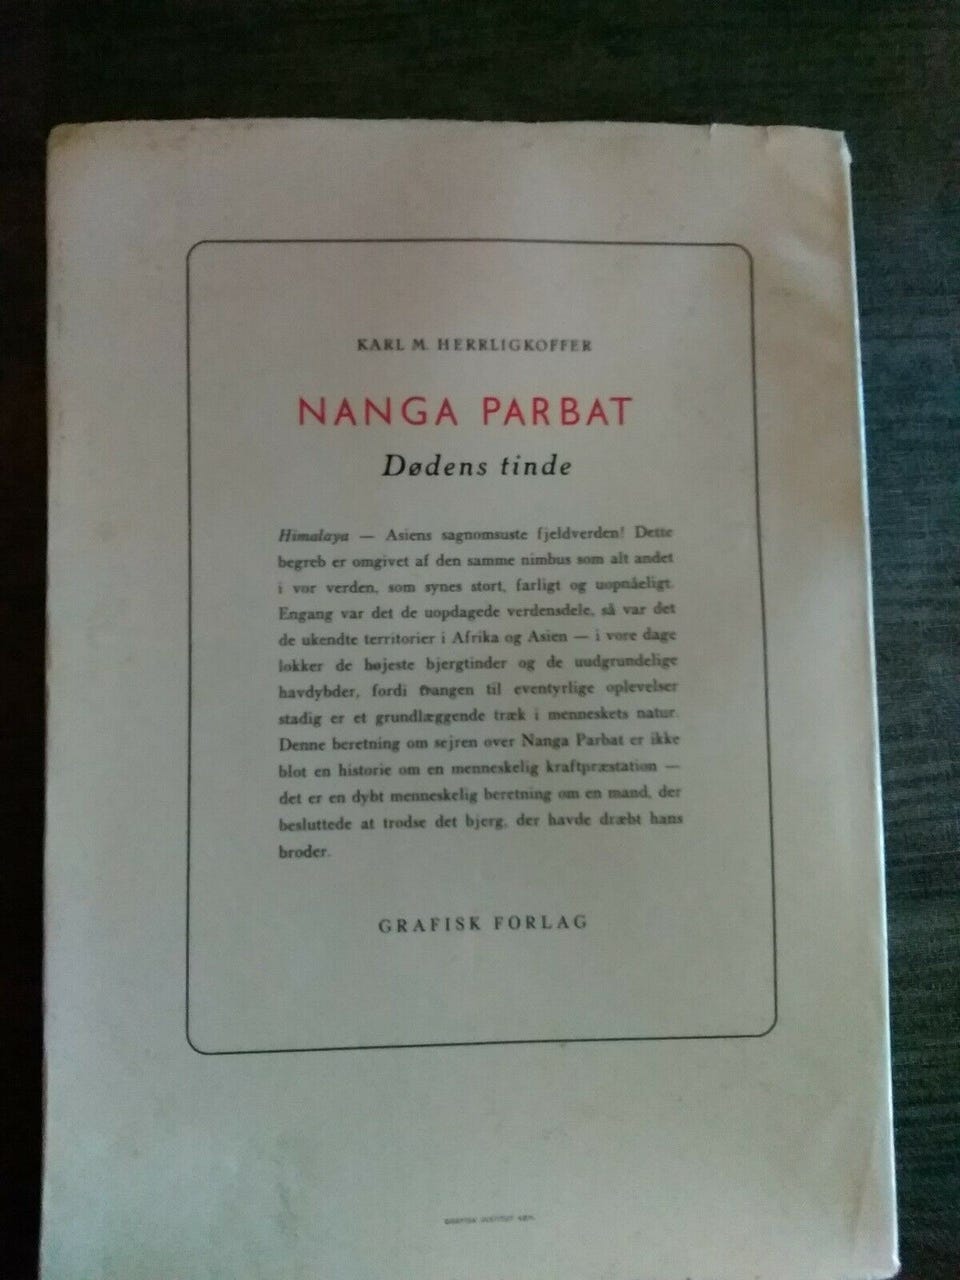 KARL M. HERRLIGKOFFER
NANGA PARBAT
Dødens tinde
Himalaya — Asiens sagnomsuste fjeldverden! Dette
begreb er omgivet af den samme nimbus som alt andet
i vor verden, som synes stort, farligt og uopnåeligt.
Engang var det de uopdagede verdensdele, så var det
de ukendte territorier i Afrika og Asien — i vore dage
lokker de højeste bjergtinder og de uudgrundelige
havdybder, fordi trangen til eventyrlige oplevelser
stadig er et grundlæggende træk i menneskets natur.
Denne beretning om sejren over Nanga Parbat er ikke
blot en historie om en menneskelig kraftpræstation —
det er en dybt menneskelig beretning om en mand, der
besluttede at trodse det bjerg, der havde dræbt hans
broder.
GRAFISK FORLAG
GRAFISK INSTITUT KBH.